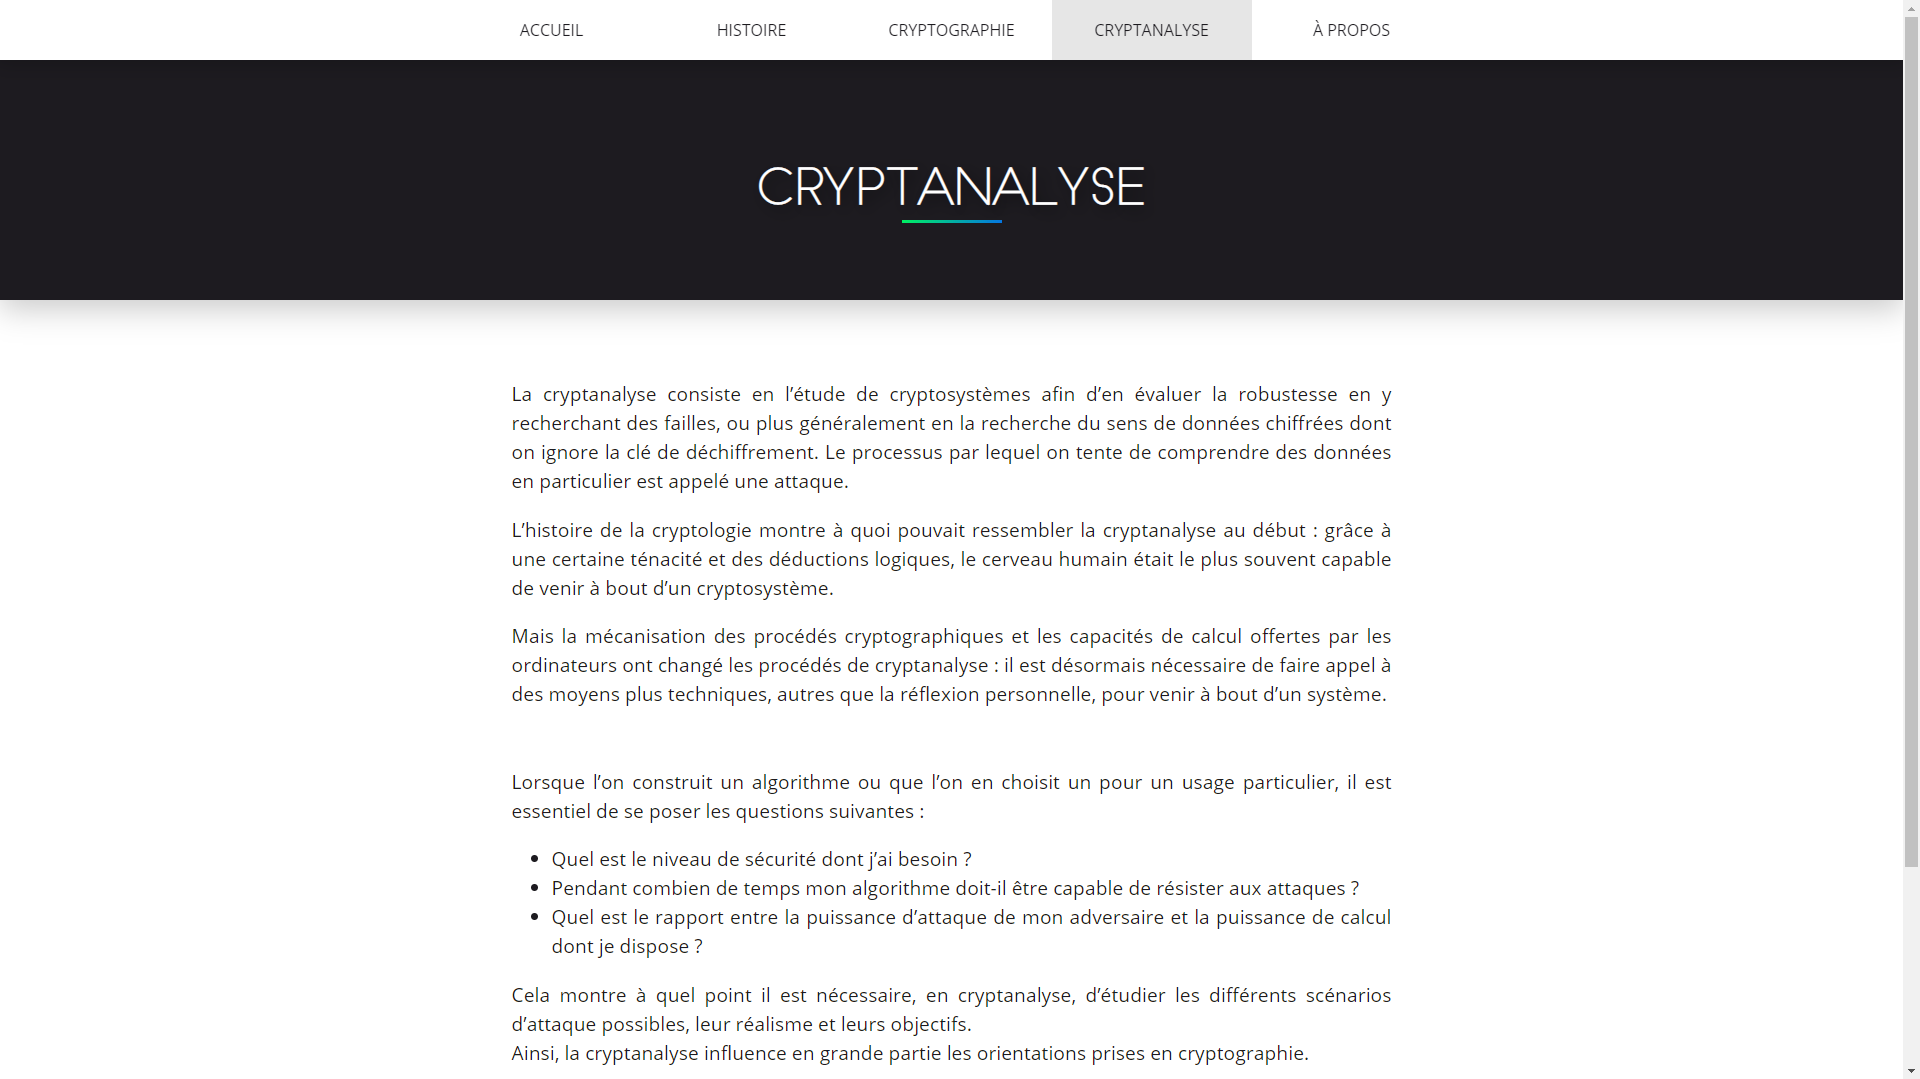 ACCUEIL
HISTOIRE
CRYPTOGRAPHIE
CRYPTANALYSE
À PROPOS
CRYPTANALYSE
La cryptanalyse consiste en l’étude de cryptosystèmes afin d’en évaluer la robustesse en y
recherchant des failles, ou plus généralement en la recherche du sens de données chiffrées dont
on ignore la clé de déchiffrement. Le processus par lequel on tente de comprendre des données
en particulier est appelé une attaque.
L’histoire de la cryptologie montre à quoi pouvait ressembler la cryptanalyse au début : grâce à
une certaine ténacité et des déductions logiques, le cerveau humain était le plus souvent capable
de venir à bout d’un cryptosystème.
Mais la mécanisation des procédés cryptographiques et les capacités de calcul offertes par les
ordinateurs ont changé les procédés de cryptanalyse : il est désormais nécessaire de faire appel à
des moyens plus techniques, autres que la réflexion personnelle, pour venir à bout d’un système.
Lorsque l’on construit un algorithme ou que l’on en choisit un pour un usage particulier, il est
essentiel de se poser les questions suivantes :
• Quel est le niveau de sécurité dont j’ai besoin ?
• Pendant combien de temps mon algorithme doit-il être capable de résister aux attaques ?
• Quel est le rapport entre la puissance d’attaque de mon adversaire et la puissance de calcul
dont je dispose ?
Cela montre à quel point il est nécessaire, en cryptanalyse, d’étudier les différents scénarios
d’attaque possibles, leur réalisme et leurs objectifs.
Ainsi, la cryptanalyse influence en grande partie les orientations prises en cryptographie.